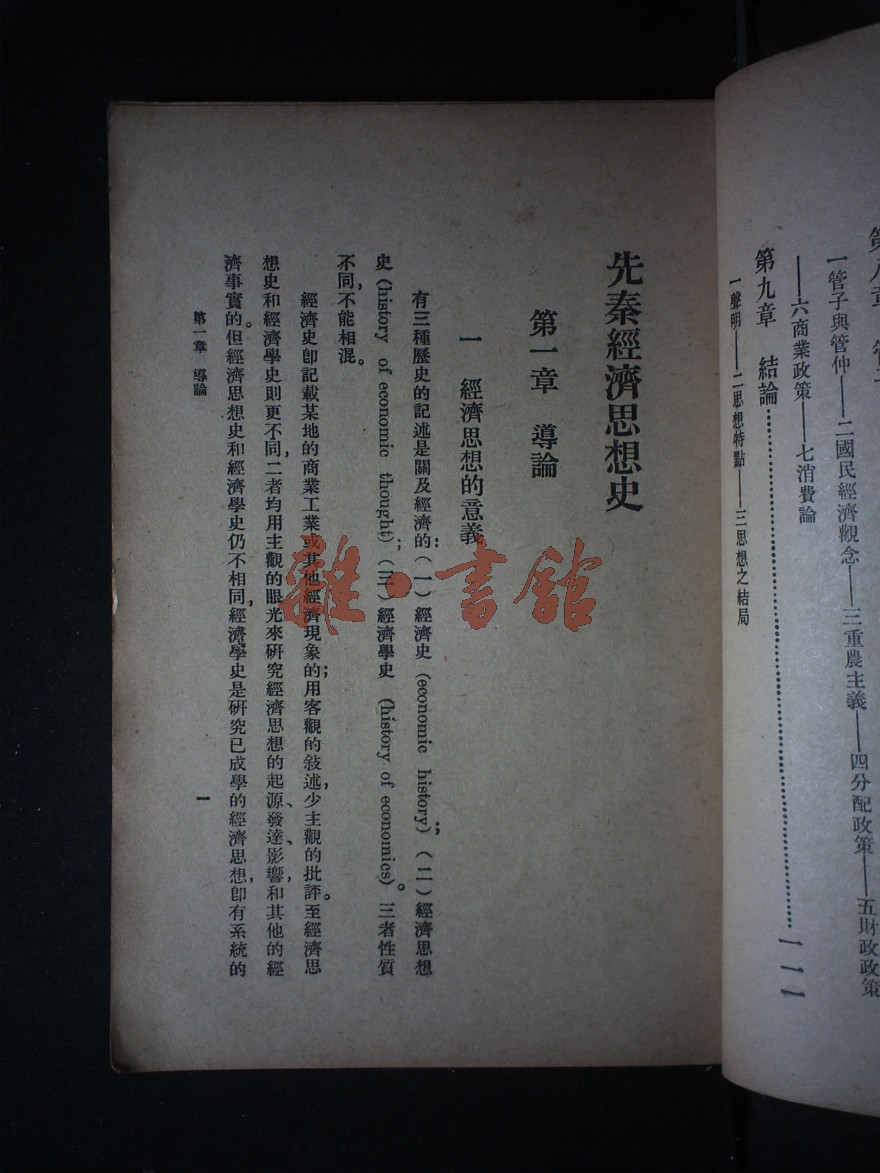 第八章
一管子與管仲——二國民經濟觀念——三重農主義——四分配政策——五財政政策
——六商業政策——七消費論
第九章 結論……一一一
一聲明——二思想特點——三思想之結局
先秦經濟思想史
第一章 導論
一 經濟思想的意義
有三種歷史的記述是關及經濟的：（一）經濟史 (economic history)；（二）經濟思想
史 (history of economic thought)；（三）經濟學史 (history of economics)。三者性質
不同，不能相混。
經濟史卽記載某地的商業工業或其他經濟現象的；用客觀的敍述，少主觀的批評。至經濟思
想史和經濟學史則更不同，二者均用主觀的眼光來硏究經濟思想的起源、發達、影響，和其他的經
濟事實的。但經濟思想史和經濟學史仍不相同，經濟學史是硏究已成學的經濟思想，卽有系統的
第一章 導論
一
雜·書館